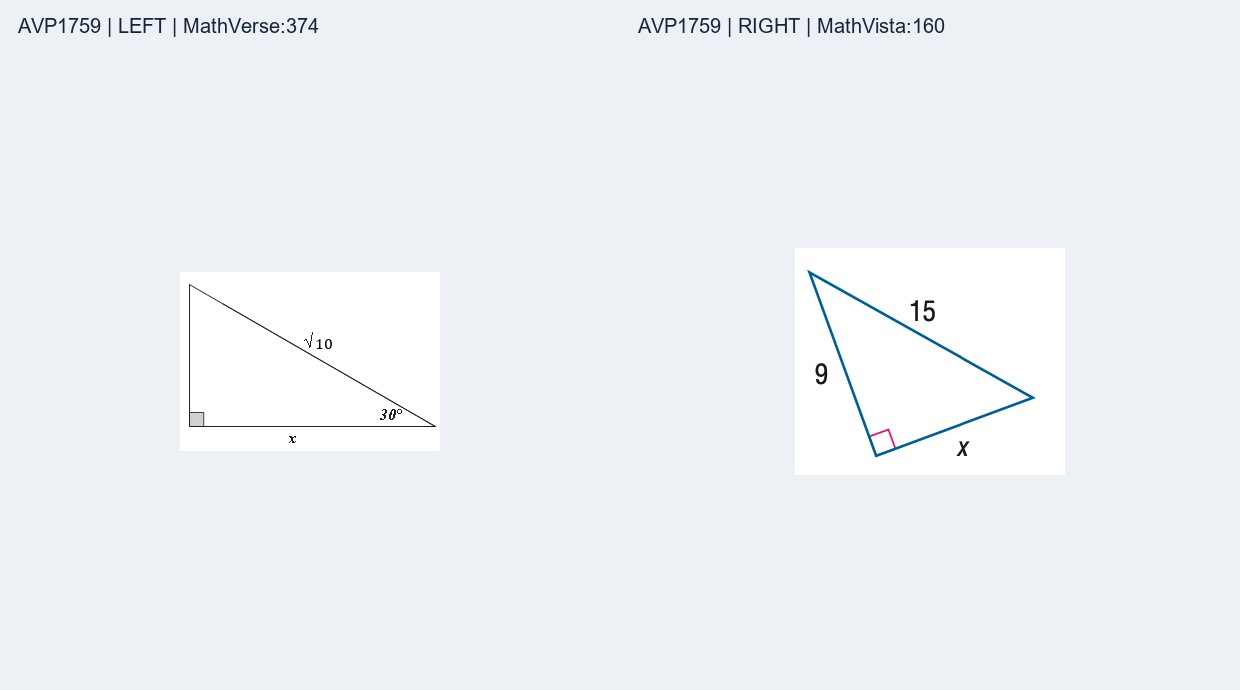 AVP1759 | LEFT | MathVerse:374
AVP1759 | RIGHT | MathVista:160
√10
30°
x
15
9
x